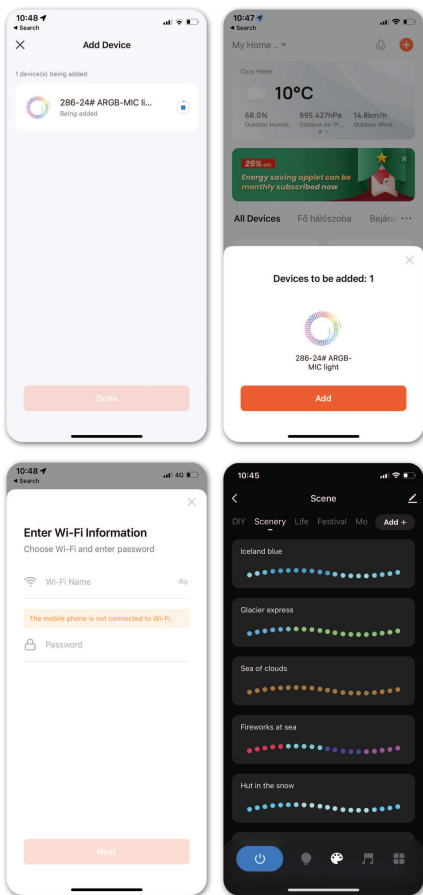 10:48
Search
Add Device
1 device(s) being added
286-24# ARGB-MIC li...
Being added
Done
10:47
Search
My Home ..
Cozy Home
10°C
68.0%
995.427hPa
14.8km/h
Outdoor Humid...
Outdoor Air Pr...
Outdoor Wind...
25% OFF
Energy saving applet can be
monthly subscribed now
All Devices
Fő hálószoba
Bejárat
Devices to be added: 1
286-24# ARGB-
MIC light
Add
10:48
Search
4G
Enter Wi-Fi Information
Choose Wi-Fi and enter password
Wi-Fi Name
The mobile phone is not connected to Wi-Fi.
Password
Next
10:45
Scene
DIY
Scenery
Life
Festival
Mo
Add +
Iceland blue
Glacier express
Sea of clouds
Fireworks at sea
Hut in the snow